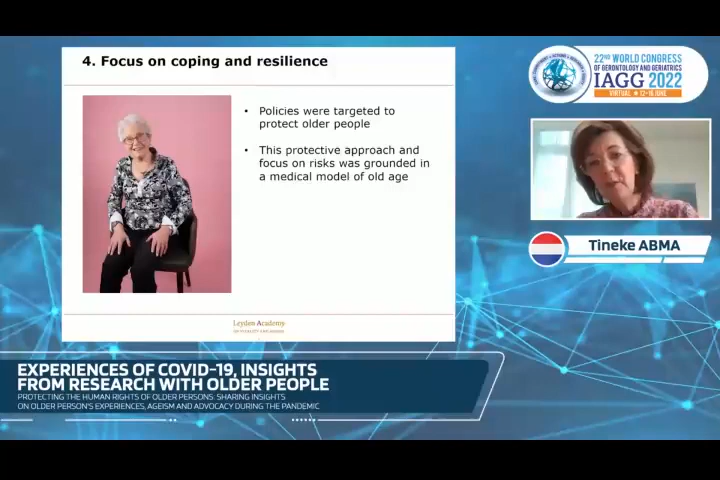 4. Focus on coping and resilience
• Policies were targeted to
protect older people
• This protective approach and
focus on risks was grounded in
a medical model of old age
Leyden Academy
22ND WORLD CONGRESS
OF GERONTOLOGY AND GERIATRICS
IAGG 2022
VIRTUAL ★ 12-16 JUNE
Tineke ABMA
EXPERIENCES OF COVID-19, INSIGHTS
FROM RESEARCH WITH OLDER PEOPLE
PROTECTING THE HUMAN RIGHTS OF OLDER PERSONS: SHARING INSIGHTS
ON OLDER PERSON'S EXPERIENCES, AGEISM AND ADVOCACY DURING THE PANDEMIC